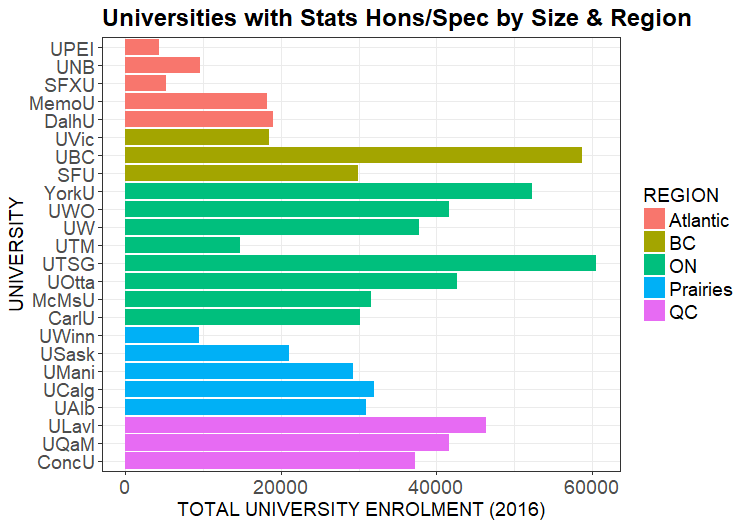 Universities with Stats Hons/Spec by Size & Region
UNIVERSITY
UPEI
UNB
SFXU
MemoU
DalhU
UVic
UBC
SFU
YorkU
UWO
UW
UTM
UTSG
UOtta
McMsU
CarlU
UWinn
USask
UMani
UCalg
UAlb
ULavl
UQaM
ConcU
0 20000 40000 60000
TOTAL UNIVERSITY ENROLMENT (2016)
REGION
Atlantic
BC
ON
Prairies
QC